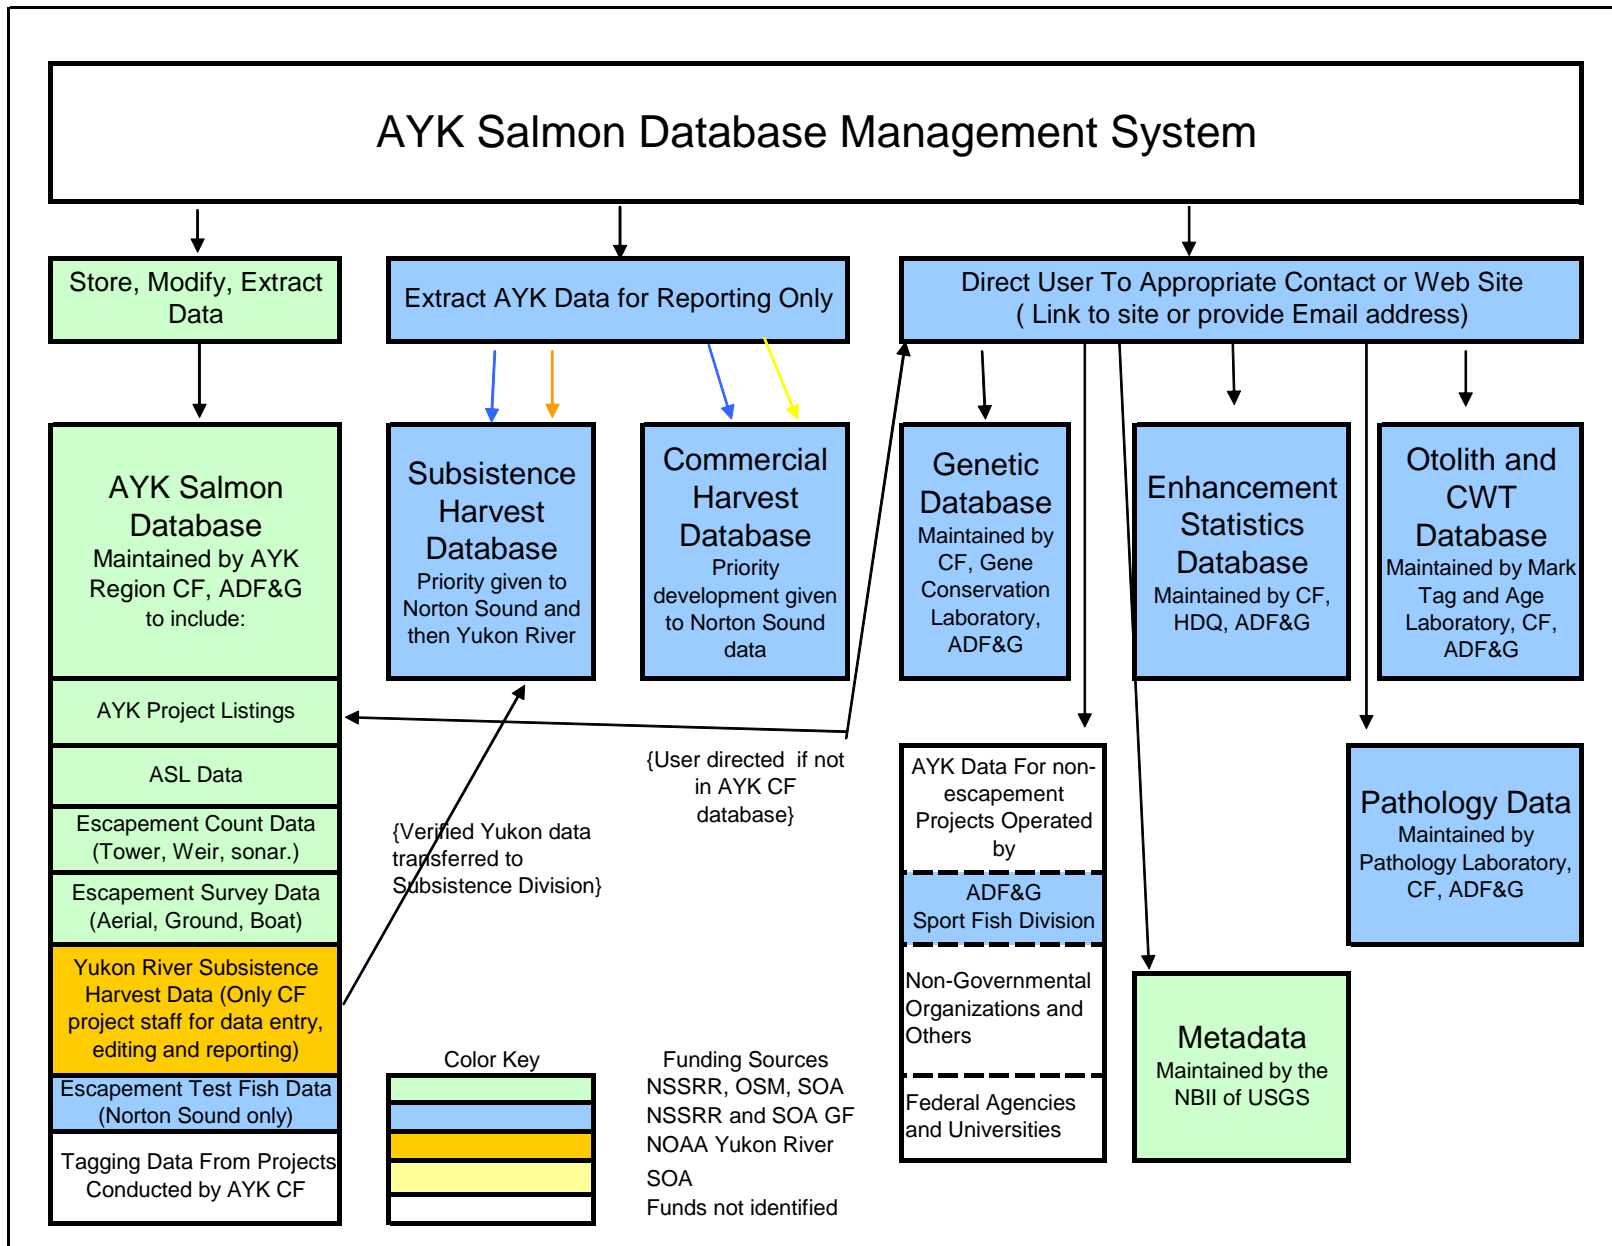 AYK Salmon Database Management System
Store, Modify, Extract
Data
Extract AYK Data for Reporting Only
Direct User To Appropriate Contact or Web Site
( Link to site or provide Email address)
AYK Salmon
Database
Maintained by AYK
Region CF, ADF&G
to include:
Subsistence
Harvest
Database
Priority given to
Norton Sound and
then Yukon River
Commercial
Harvest
Database
Priority
development given
to Norton Sound
data
Genetic
Database
Maintained by
CF, Gene
Conservation
Laboratory,
ADF&G
Enhancement
Statistics
Database
Maintained by CF,
HDQ, ADF&G
Otolith and
CWT
Database
Maintained by Mark
Tag and Age
Laboratory, CF,
ADF&G
AYK Project Listings
ASL Data
Escapement Count Data
(Tower, Weir, sonar.)
Escapement Survey Data
(Aerial, Ground, Boat)
Yukon River Subsistence
Harvest Data (Only CF
project staff for data entry,
editing and reporting)
Escapement Test Fish Data
(Norton Sound only)
Tagging Data From Projects
Conducted by AYK CF
{Verified Yukon data
transferred to
Subsistence Division}
{User directed  if not
in AYK CF
database}
AYK Data For non-
escapement
Projects Operated
by
ADF&G
Sport Fish Division
Non-Governmental
Organizations and
Others
Federal Agencies
and Universities
Pathology Data
Maintained by
Pathology Laboratory,
CF, ADF&G
Metadata
Maintained by the
NBII of USGS
Color Key
Funding Sources
NSSRR, OSM, SOA
NSSRR and SOA GF
NOAA Yukon River
SOA
Funds not identified